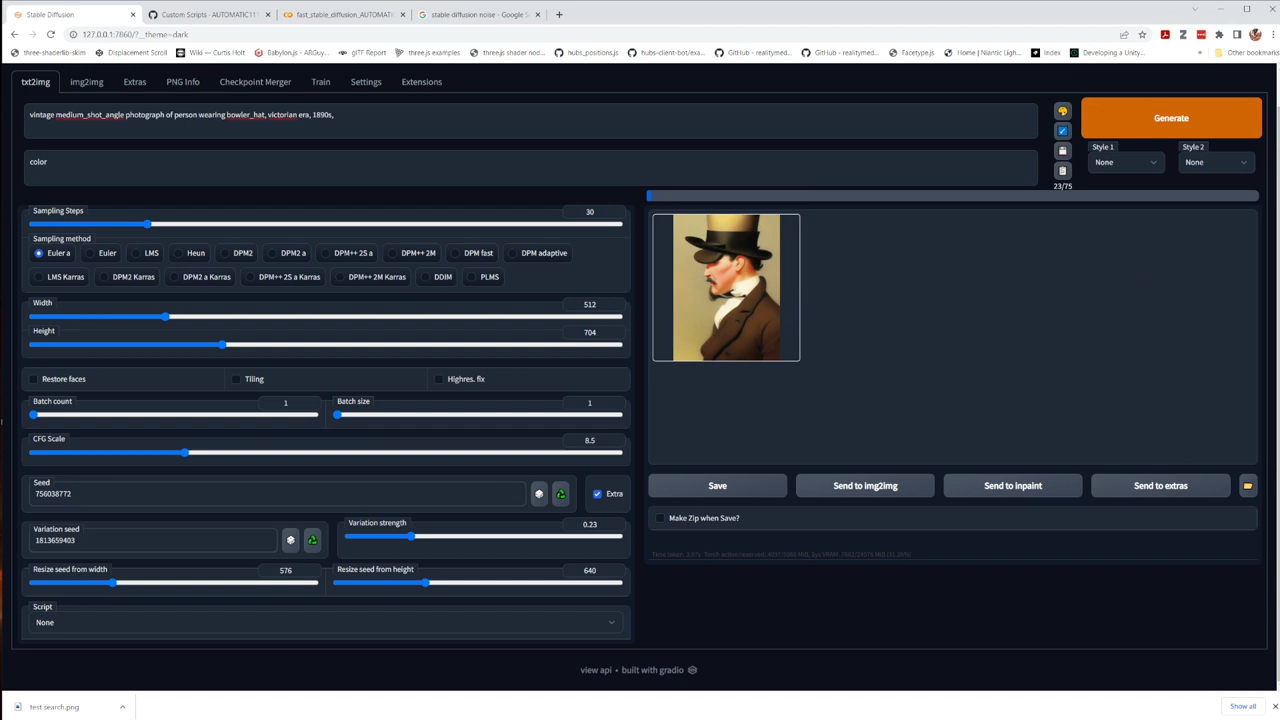 Stable Diffusion
Custom Scripts - AUTOMATIC11
fast_stable_diffusion_AUTOMATI
stable diffusion noise - Google S
127.0.0.1:7860/?_theme=dark
three-shaderlib-skim
Displacement Scroll
Wiki — Curtis Holt
Babylon.js - ARGuy...
glTF Report
three.js examples
three.js shader nod...
hubs_positions.js
hubs-client-bot/exa...
GitHub - realitymed...
GitHub - realitymed...
Facetype.js
Home | Niantic Ligh...
Index
Developing a Unity...
»
Other bookmarks
txt2img
img2img
Extras
PNG Info
Checkpoint Merger
Train
Settings
Extensions
vintage medium_shot_angle photograph of person wearing bowler_hat, victorian era, 1890s,
color
23/75
Generate
Style 1
None
Style 2
None
Sampling Steps
30
Sampling method
Euler a
Euler
LMS
Heun
DPM2
DPM2 a
DPM++ 2S a
DPM++ 2M
DPM fast
DPM adaptive
LMS Karras
DPM2 Karras
DPM2 a Karras
DPM++ 2S a Karras
DPM++ 2M Karras
DDIM
PLMS
Width
512
Height
704
Restore faces
Tiling
Highres. fix
Batch count
1
Batch size
1
CFG Scale
8.5
Seed
756038772
Extra
Variation seed
1813659403
Variation strength
0.23
Resize seed from width
576
Resize seed from height
640
Script
None
Save
Send to img2img
Send to inpaint
Send to extras
Make Zip when Save?
view api • built with gradio
test search.png
Show all